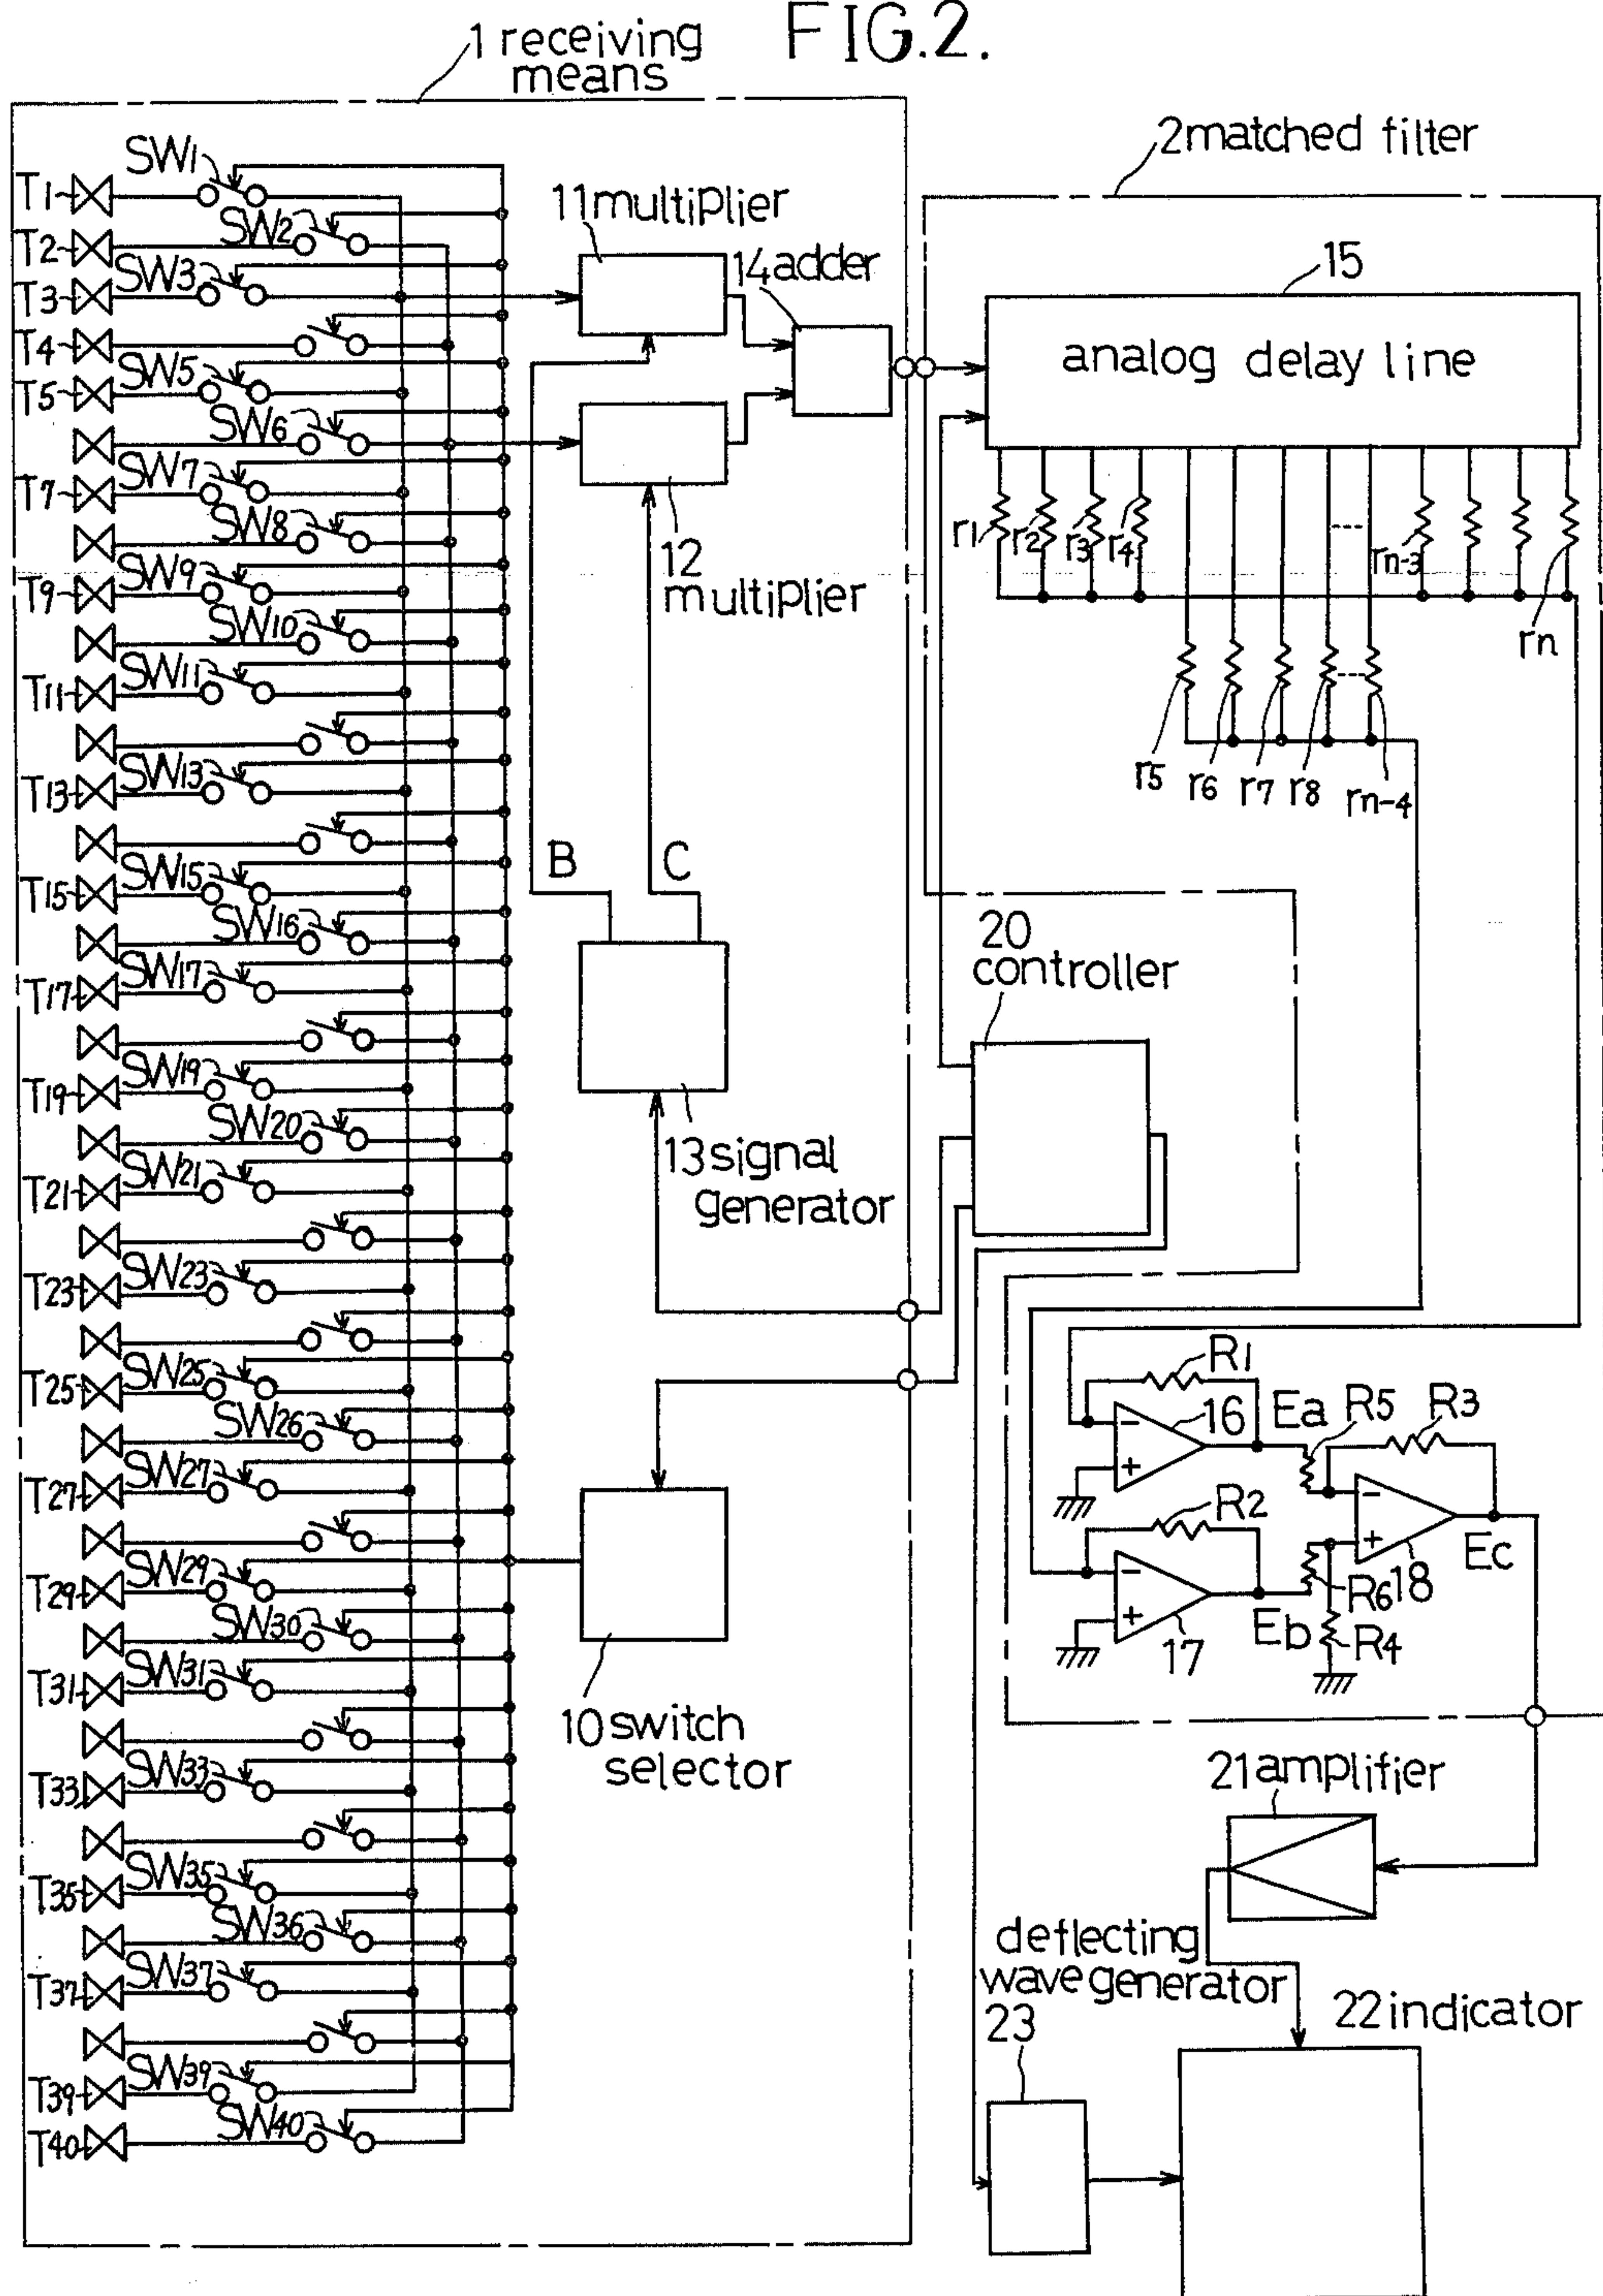 FIG.2.
1 receiving
means
2 matched filter
SW1
T1
SW2
T2
SW3
T3
T4
SW5
T5
SW6
SW7
T7
SW8
SW9
T9
SW10
SW11
T11
SW13
T13
SW15
T15
SW16
SW17
T17
SW19
T19
SW20
SW21
T21
SW23
T23
SW25
T25
SW26
SW27
T27
SW29
T29
SW30
SW31
T31
SW33
T33
SW35
T35
SW36
SW37
T37
SW39
T39
SW40
T40
11 multiplier
14 adder
12
multiplier
B
C
13 signal
generator
10 switch
selector
15
analog delay line
r1
r2
r3
r4
rn-3
rn
r5
r6
r7
r8
rn-4
20
controller
R1
16
Ea
R5
R3
R2
-
+
-
+
-
+
17
Eb
R6
18
R4
Ec
21 amplifier
deflecting
wave generator
23
22 indicator